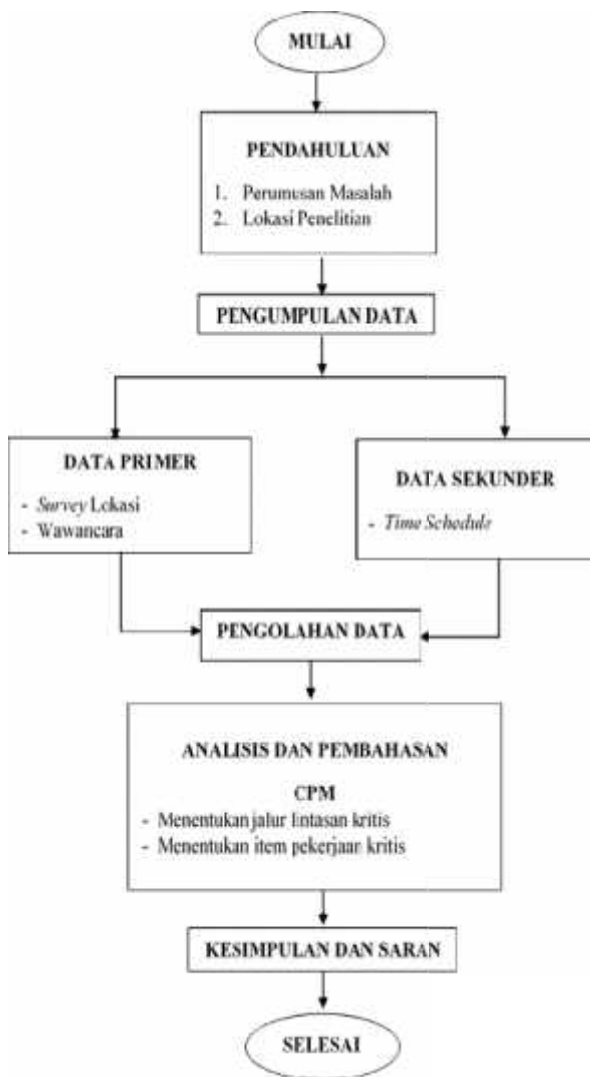 MULAI
PENDAHULUAN
1. Perumusan Masalah
2. Lokasi Penelitian
PENGUMPULAN DATA
DATA PRIMER
- Survey Lokasi
- Wawancara
DATA SEKUNDER
- Time Schedule
PENGOLAHAN DATA
ANALISIS DAN PEMBAHASAN
CPM
- Menentukan jalur lintasan kritis
- Menentukan item pekerjaan kritis
KESIMPULAN DAN SARAN
SELESAI